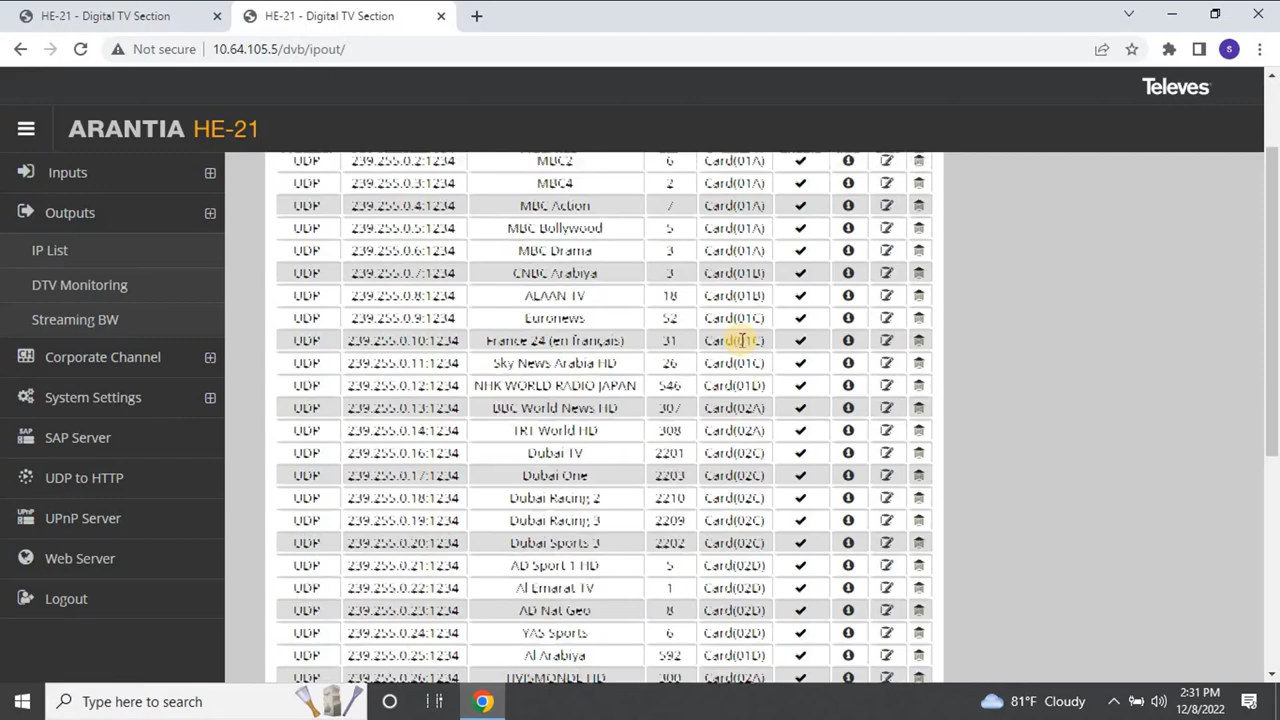 HE-21 - Digital TV Section
HE-21 - Digital TV Section
Not secure
10.64.105.5/dvb/ipout/
S
Televes
ARANTIA HE-21
Inputs
Outputs
IP List
DTV Monitoring
Streaming BW
Corporate Channel
System Settings
SAP Server
UDP to HTTP
UPnP Server
Web Server
Logout
UDP 239.255.0.2:1234 MBC2 6 Card(01A)
UDP 239.255.0.3:1234 MBC4 2 Card(01A)
UDP 239.255.0.4:1234 MBC Action 7 Card(01A)
UDP 239.255.0.5:1234 MBC Bollywood 5 Card(01A)
UDP 239.255.0.6:1234 MBC Drama 3 Card(01A)
UDP 239.255.0.7:1234 CNBC Arabiya 3 Card(01B)
UDP 239.255.0.8:1234 ALAAN TV 18 Card(01B)
UDP 239.255.0.9:1234 Euronews 52 Card(01C)
UDP 239.255.0.10:1234 France 24 (en français) 31 Card(01C)
UDP 239.255.0.11:1234 Sky News Arabia HD 26 Card(01C)
UDP 239.255.0.12:1234 NHK WORLD RADIO JAPAN 546 Card(01D)
UDP 239.255.0.13:1234 BBC World News HD 307 Card(02A)
UDP 239.255.0.14:1234 TRT World HD 308 Card(02A)
UDP 239.255.0.16:1234 Dubai TV 2201 Card(02C)
UDP 239.255.0.17:1234 Dubai One 2203 Card(02C)
UDP 239.255.0.18:1234 Dubai Racing 2 2210 Card(02C)
UDP 239.255.0.19:1234 Dubai Racing 3 2209 Card(02C)
UDP 239.255.0.20:1234 Dubai Sports 3 2202 Card(02C)
UDP 239.255.0.21:1234 AD Sport 1 HD 5 Card(02D)
UDP 239.255.0.22:1234 Al Emarat TV 1 Card(02D)
UDP 239.255.0.23:1234 AD Nat Geo 8 Card(02D)
UDP 239.255.0.24:1234 YAS Sports 6 Card(02D)
UDP 239.255.0.25:1234 Al Arabiya 592 Card(01D)
UDP 239.255.0.26:1234 300 Card(02A)
Type here to search
81°F Cloudy
2:31 PM
12/8/2022